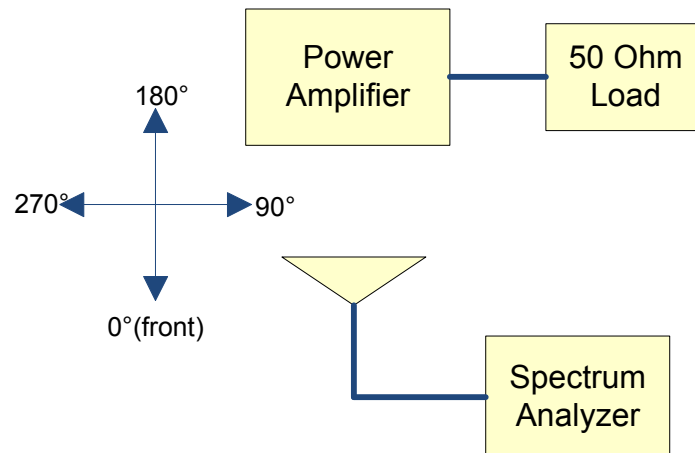 Power
Amplifier
50 Ohm
Load
180°
270°
90°
0°(front)
Spectrum
Analyzer